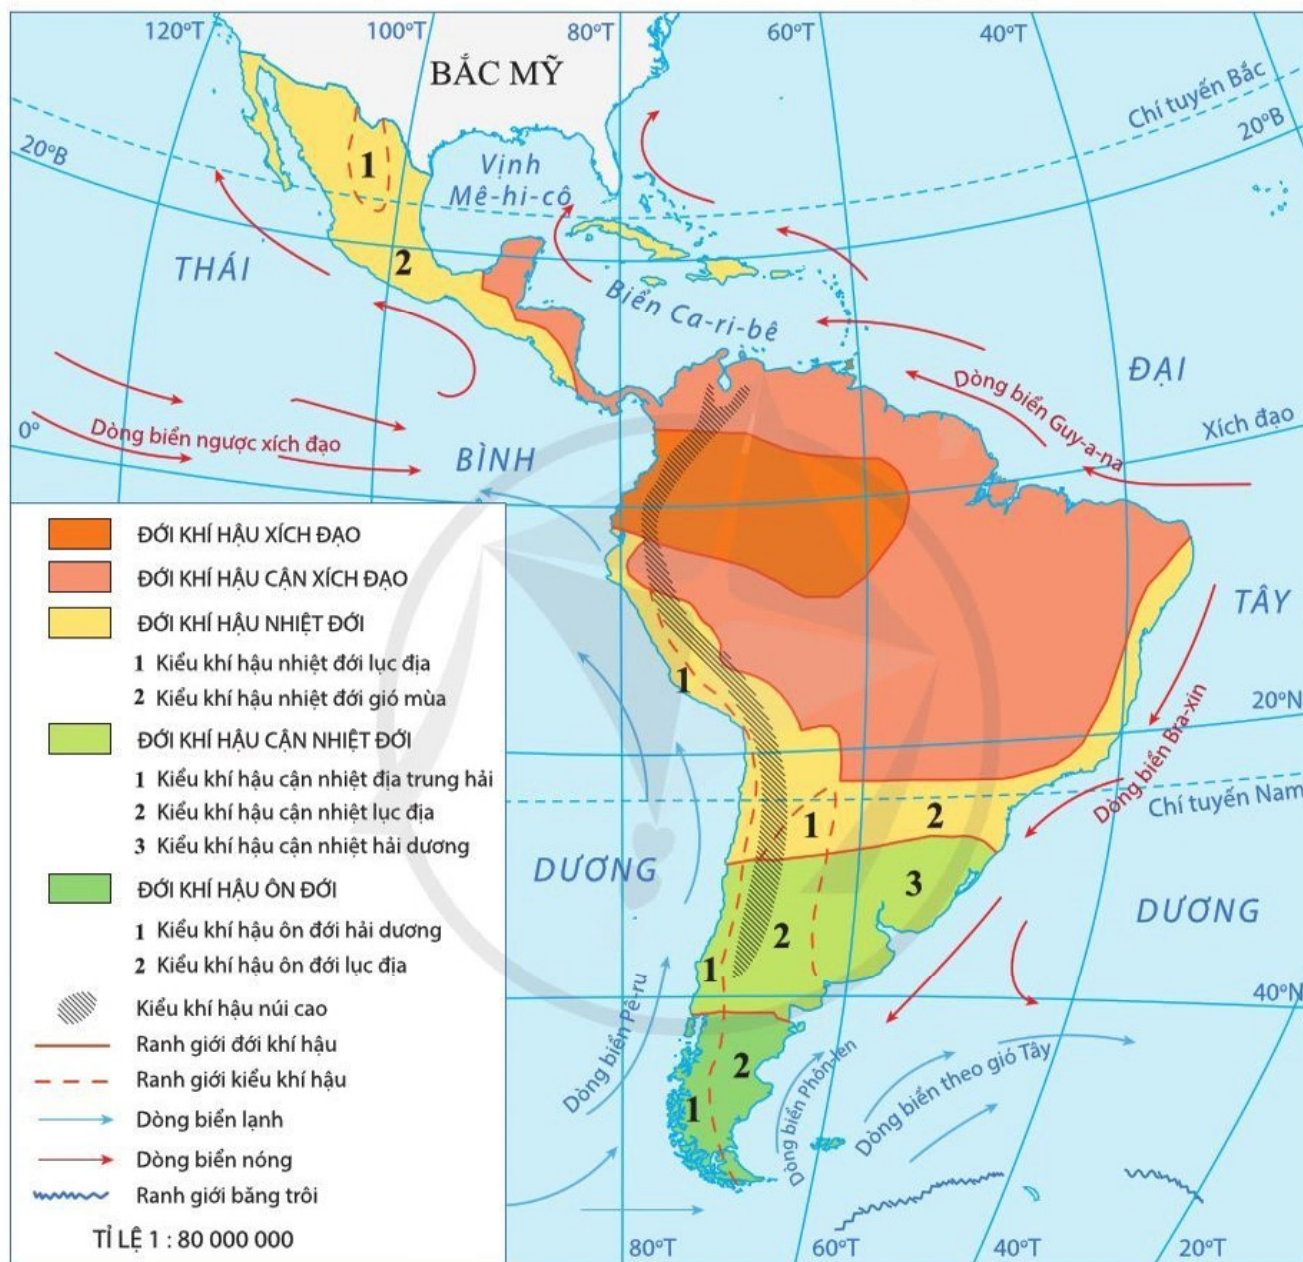 120°T
100°T
80°T
60°T
40°T
BẮC MỸ
Chí tuyến Bắc
20°B
20°B
Vịnh
Mê-hi-cô
THÁI
Biển Ca-ri-bê
ĐẠI
Dòng biển Guy-a-na
Xích đạo
0°
Dòng biển ngược xích đạo
BÌNH
1
2
TÂY
20°N
Dòng biển Bra-xin
Chí tuyến Nam
DƯƠNG
DƯƠNG
1
1
2
3
2
1
40°N
2
1
Dòng biển Pê-ru
Dòng biển Phôn-len
Dòng biển theo gió Tây
80°T
60°T
40°T
20°T
ĐỚI KHÍ HẬU XÍCH ĐẠO
ĐỚI KHÍ HẬU CẬN XÍCH ĐẠO
ĐỚI KHÍ HẬU NHIỆT ĐỚI
1 Kiểu khí hậu nhiệt đới lục địa
2 Kiểu khí hậu nhiệt đới gió mùa
ĐỚI KHÍ HẬU CẬN NHIỆT ĐỚI
1 Kiểu khí hậu cận nhiệt địa trung hải
2 Kiểu khí hậu cận nhiệt lục địa
3 Kiểu khí hậu cận nhiệt hải dương
ĐỚI KHÍ HẬU ÔN ĐỚI
1 Kiểu khí hậu ôn đới hải dương
2 Kiểu khí hậu ôn đới lục địa
Kiểu khí hậu núi cao
Ranh giới đới khí hậu
Ranh giới kiểu khí hậu
Dòng biển lạnh
Dòng biển nóng
Ranh giới băng trôi
TỈ LỆ 1 : 80 000 000